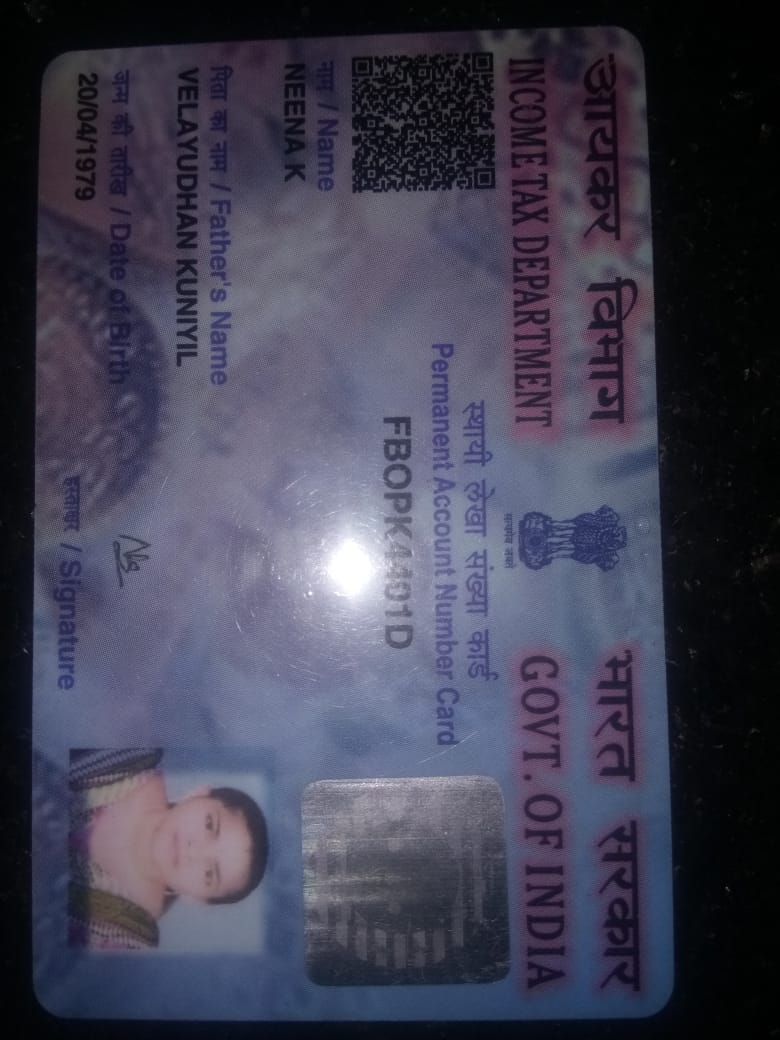 आयकर विभाग
INCOME TAX DEPARTMENT
सत्यमेव जयते
भारत सरकार
GOVT. OF INDIA
स्थायी लेखा संख्या कार्ड
Permanent Account Number Card
नाम / Name
NEENA K
पिता का नाम / Father's Name
VELAYUDHAN KUNIYIL
जन्म की तारीख / Date of Birth
20/04/1979
हस्ताक्षर / Signature